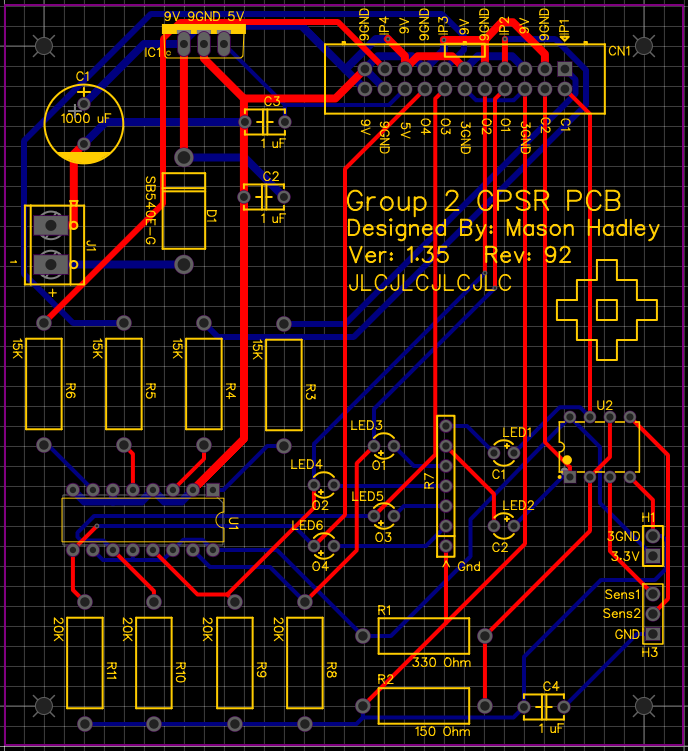 9V 9GND 5V
IC1
9GND
IP4
9V
IP3
9V
9GND
IP2
9V
9GND
IP1
CN1
C1
+
1000 uF
C3
1 uF
9V
9GND
5V
O4
O3
3GND
O2
O1
3GND
C2
C1
SB540E-G
D1
C2
1 uF
Group 2 CPSR PCB
Designed By: Mason Hadley
Ver: 1.35 Rev: 92
JLCJLCJLCJLC
J1
1
+
15K
R6
15K
R5
15K
R4
15K
R3
U2
LED3
O1
LED1
C1
LED4
O2
R7
LED5
O3
LED2
C2
U1
LED6
O4
H1
3GND
3.3V
Gnd
Sens1
Sens2
GND
H3
20K
R11
20K
R10
20K
R9
20K
R8
R1
330 Ohm
R2
150 Ohm
C4
1 uF